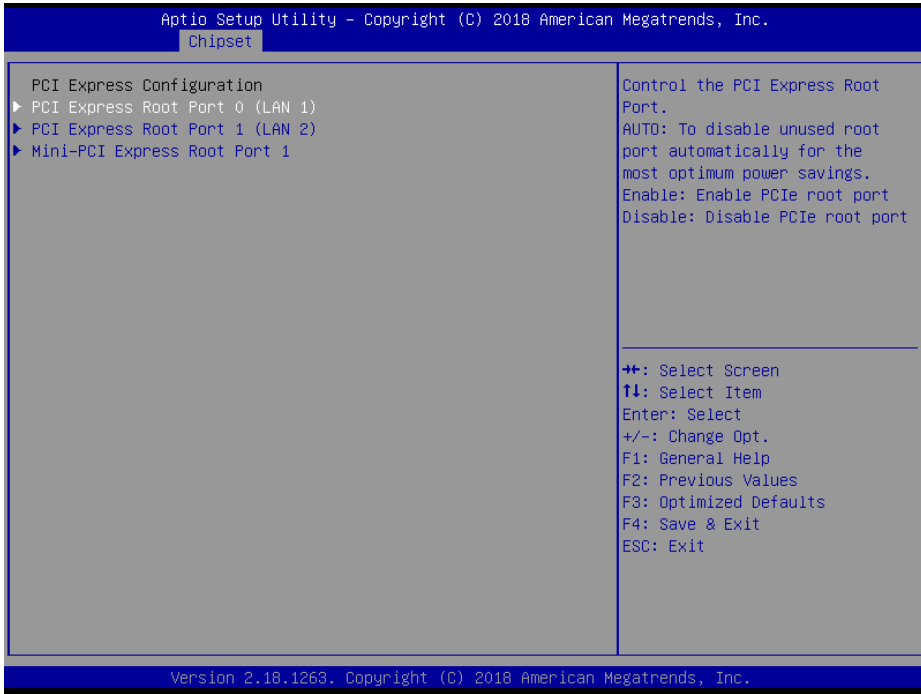 Aptio Setup Utility – Copyright (C) 2018 American Megatrends, Inc.
Chipset
PCI Express Configuration
▶ PCI Express Root Port 0 (LAN 1)
▶ PCI Express Root Port 1 (LAN 2)
▶ Mini-PCI Express Root Port 1
Control the PCI Express Root
Port.
AUTO: To disable unused root
port automatically for the
most optimum power savings.
Enable: Enable PCIe root port
Disable: Disable PCIe root port
→←: Select Screen
↑↓: Select Item
Enter: Select
+/-: Change Opt.
F1: General Help
F2: Previous Values
F3: Optimized Defaults
F4: Save & Exit
ESC: Exit
Version 2.18.1263. Copyright (C) 2018 American Megatrends, Inc.